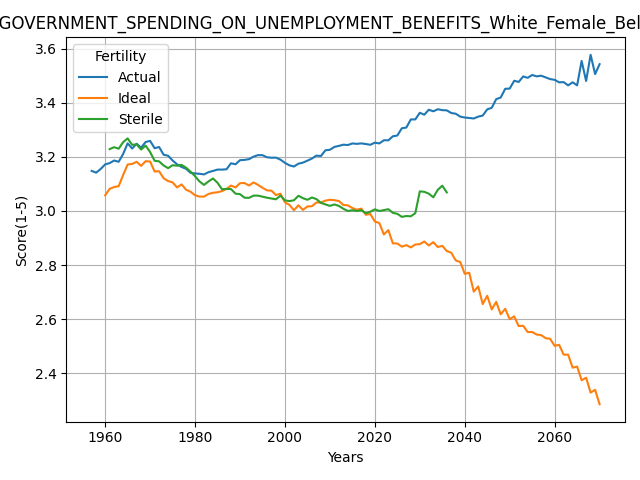 GOVERNMENT_SPENDING_ON_UNEMPLOYMENT_BENEFITS_White_Female_Bel
Fertility
Actual
Ideal
Sterile
Score(1-5)
3.6
3.4
3.2
3.0
2.8
2.6
2.4
1960 1980 2000 2020 2040 2060
Years